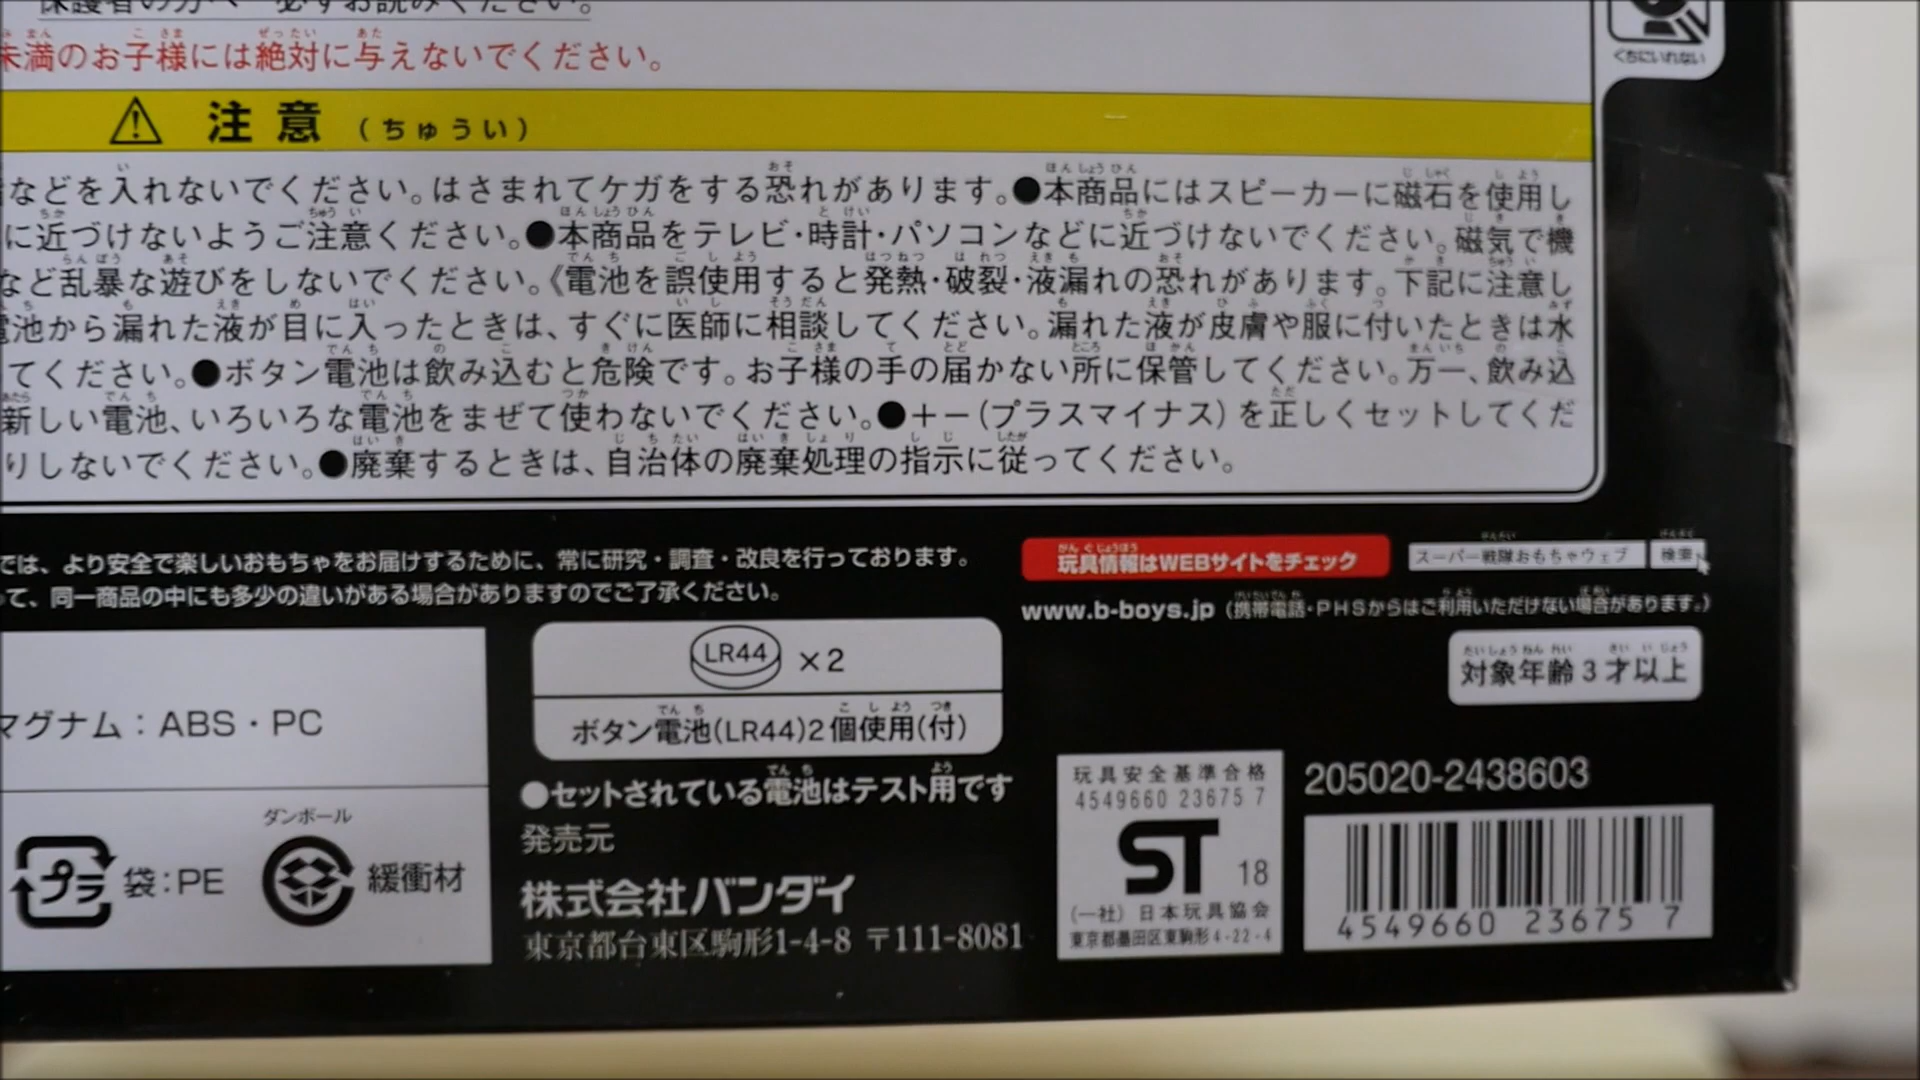 保護者の方へ 必ずお読みください。
未満のお子様には絶対に与えないでください。
くちにいれない
注意（ちゅうい）
などを入れないでください。はさまれてケガをする恐れがあります。●本商品にはスピーカーに磁石を使用し
に近づけないようご注意ください。●本商品をテレビ・時計・パソコンなどに近づけないでください。磁気で機
など乱暴な遊びをしないでください。《電池を誤使用すると発熱・破裂・液漏れの恐れがあります。下記に注意し
電池から漏れた液が目に入ったときは、すぐに医師に相談してください。漏れた液が皮膚や服に付いたときは水
てください。●ボタン電池は飲み込むと危険です。お子様の手の届かない所に保管してください。万一、飲み込
新しい電池、いろいろな電池をまぜて使わないでください。●＋－（プラスマイナス）を正しくセットしてくだ
りしないでください。●廃棄するときは、自治体の廃棄処理の指示に従ってください。
では、より安全で楽しいおもちゃをお届けするために、常に研究・調査・改良を行っております。
って、同一商品の中にも多少の違いがある場合がありますのでご了承ください。
玩具情報はWEBサイトをチェック
スーパー戦隊おもちゃウェブ 検索
www.b-boys.jp（携帯電話・PHSからはご利用いただけない場合があります。）
対象年齢3才以上
LR44 ×2
ボタン電池(LR44)2個使用(付)
マグナム：ABS・PC
●セットされている電池はテスト用です
ダンボール
プラ 袋：PE 緩衝材
発売元
株式会社バンダイ
東京都台東区駒形1-4-8 〒111-8081
玩具安全基準合格
4549660 23675 7
ST 18
(一社) 日本玩具協会
東京都墨田区東駒形4-22-4
205020-2438603
4549660 23675 7